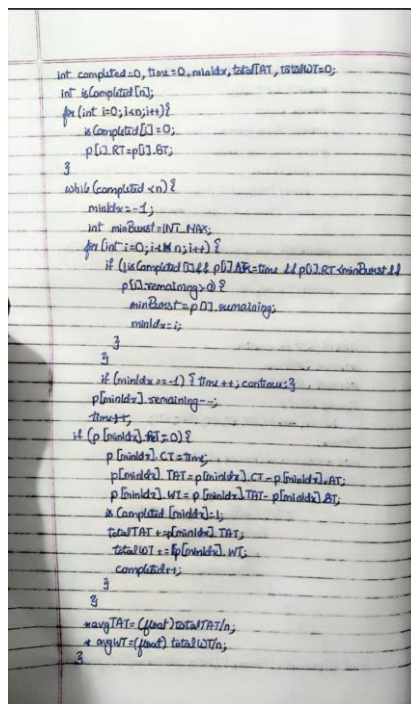 int completed=0, time=0, minIdx, totalTAT, totalWT=0;
int isCompleted[n];
for(int i=0;i<n;i++){
isCompleted[i]=0;
p[i].RT=p[i].BT;
}
while(completed<n){
minIdx=-1;
int minBurst=INT_MAX;
for(int i=0;i<n;i++){
if(!isCompleted[i]&& p[i].AT<=time && p[i].RT<minBurst&&
p[i].remaining>0){
minBurst=p[i].remaining;
minIdx=i;
}
}
if(minIdx==-1){time++;continue;}
p[minIdx].remaining--;
time++;
if(p[minIdx].RT=0){
p[minIdx].CT=time;
p[minIdx].TAT=p[minIdx].CT-p[minIdx].AT;
p[minIdx].WT=p[minIdx].TAT-p[minIdx].BT;
isCompleted[minIdx]=1;
totalTAT+=p[minIdx].TAT;
totalWT+=p[minIdx].WT;
completed++;
}
}
*avgTAT=(float)totalTAT/n;
* avgWT=(float)totalWT/n;
}